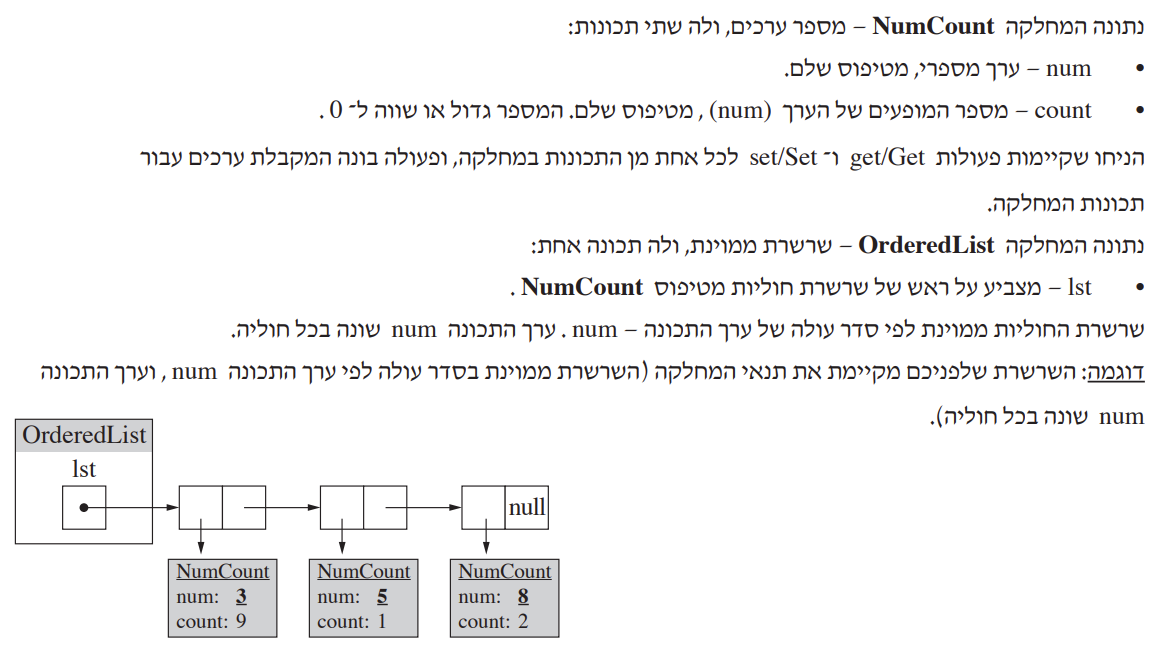 נתונה המחלקה NumCount – מספר ערכים, ולה שתי תכונות:
• num – ערך מספרי, מטיפוס שלם.
• count – מספר המופעים של הערך (num) , מטיפוס שלם. המספר גדול או שווה ל־ 0 .
הניחו שקיימות פעולות get/Get ו־ set/Set לכל אחת מן התכונות במחלקה, ופעולה בונה המקבלת ערכים עבור
תכונות המחלקה.
נתונה המחלקה OrderedList – שרשרת ממוינת, ולה תכונה אחת:
• lst – מצביע על ראש של שרשרת חוליות מטיפוס NumCount .
שרשרת החוליות ממוינת לפי סדר עולה של ערך התכונה – num . ערך התכונה num שונה בכל חוליה.
דוגמה: השרשרת שלפניכם מקיימת את תנאי המחלקה (השרשרת ממוינת בסדר עולה לפי ערך התכונה num , וערך התכונה
num שונה בכל חוליה).
OrderedList
lst
null
NumCount
num: 3
count: 9
NumCount
num: 5
count: 1
NumCount
num: 8
count: 2